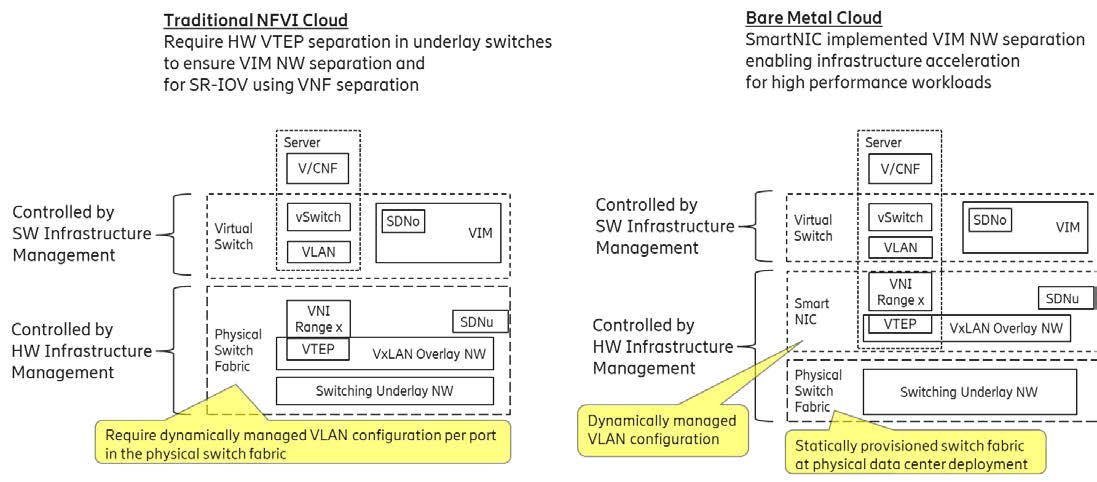 Traditional NFVI Cloud
Require HW VTEP separation in underlay switches
to ensure VIM NW separation and
for SR-IOV using VNF separation
Server
V/CNF
Controlled by
SW Infrastructure
Management
Virtual
Switch
vSwitch
VLAN
SDNo
VIM
Controlled by
HW Infrastructure
Management
Physical
Switch
Fabric
VNI
Range x
VTEP
SDNu
VxLAN Overlay NW
Switching Underlay NW
Require dynamically managed VLAN configuration per port
in the physical switch fabric
Bare Metal Cloud
SmartNIC implemented VIM NW separation
enabling infrastructure acceleration
for high performance workloads
Server
V/CNF
Controlled by
SW Infrastructure
Management
Virtual
Switch
vSwitch
VLAN
SDNo
VIM
Controlled by
HW Infrastructure
Management
Smart
NIC
VNI
Range x
VTEP
SDNu
VxLAN Overlay NW
Physical
Switch
Fabric
Switching Underlay NW
Dynamically managed
VLAN configuration
Statically provisioned switch fabric
at physical data center deployment